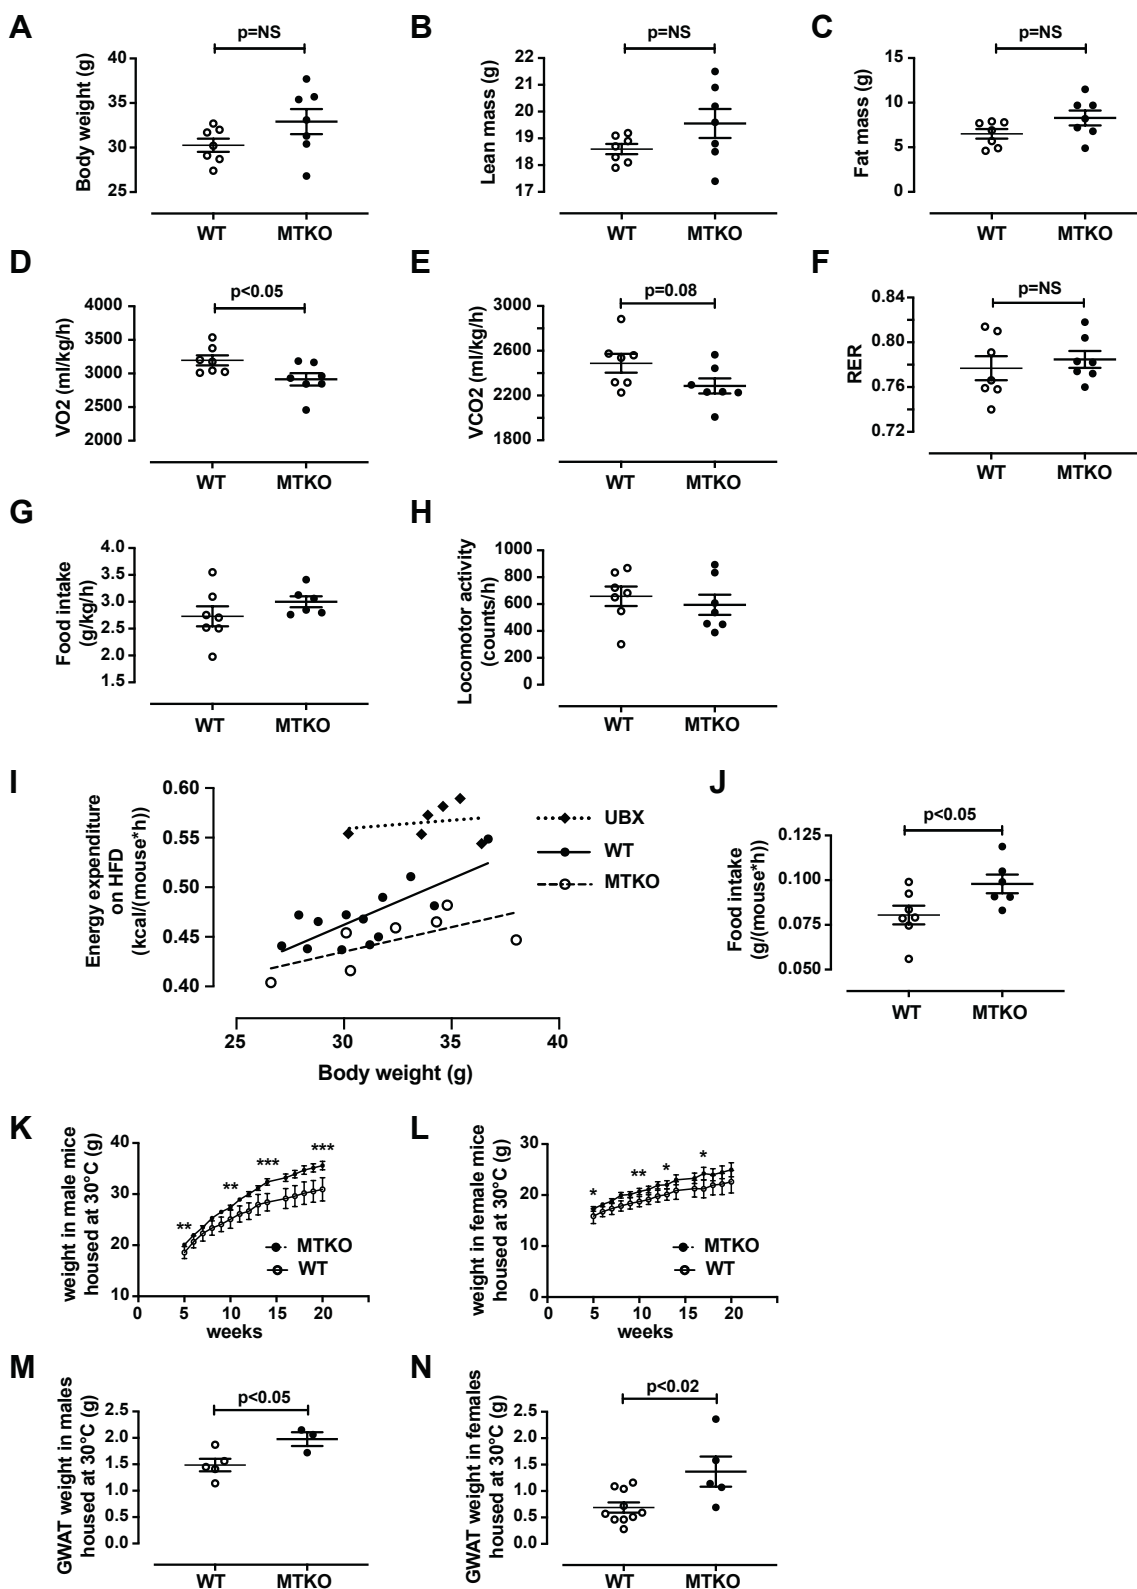 A
p=NS
Body weight (g)
40
35
30
25
WT MTKO
B
p=NS
Lean mass (g)
22
21
20
19
18
17
WT MTKO
C
p=NS
Fat mass (g)
15
10
5
0
WT MTKO
D
p<0.05
VO2 (ml/kg/h)
4000
3500
3000
2500
2000
WT MTKO
E
p=0.08
VCO2 (ml/kg/h)
3000
2600
2200
1800
WT MTKO
F
p=NS
RER
0.84
0.80
0.76
0.72
WT MTKO
G
Food intake
(g/kg/h)
4.0
3.5
3.0
2.5
2.0
1.5
WT MTKO
H
Locomotor activity
(counts/h)
1000
800
600
400
200
0
WT MTKO
I
Energy expenditure
on HFD
(kcal/(mouse*h))
0.60
0.55
0.50
0.45
0.40
25 30 35 40
Body weight (g)
UBX
WT
MTKO
J
p<0.05
Food intake
(g/(mouse*h))
0.125
0.100
0.075
0.050
WT MTKO
K
weight in male mice
housed at 30°C (g)
40
30
20
10
** ** *** ***
MTKO
WT
0 5 10 15 20
weeks
L
weight in female mice
housed at 30°C (g)
30
20
10
0
* ** * *
MTKO
WT
0 5 10 15 20
weeks
M
p<0.05
GWAT weight in males
housed at 30°C (g)
2.5
2.0
1.5
1.0
0.5
0.0
WT MTKO
N
p<0.02
GWAT weight in females
housed at 30°C (g)
2.5
2.0
1.5
1.0
0.5
0.0
WT MTKO